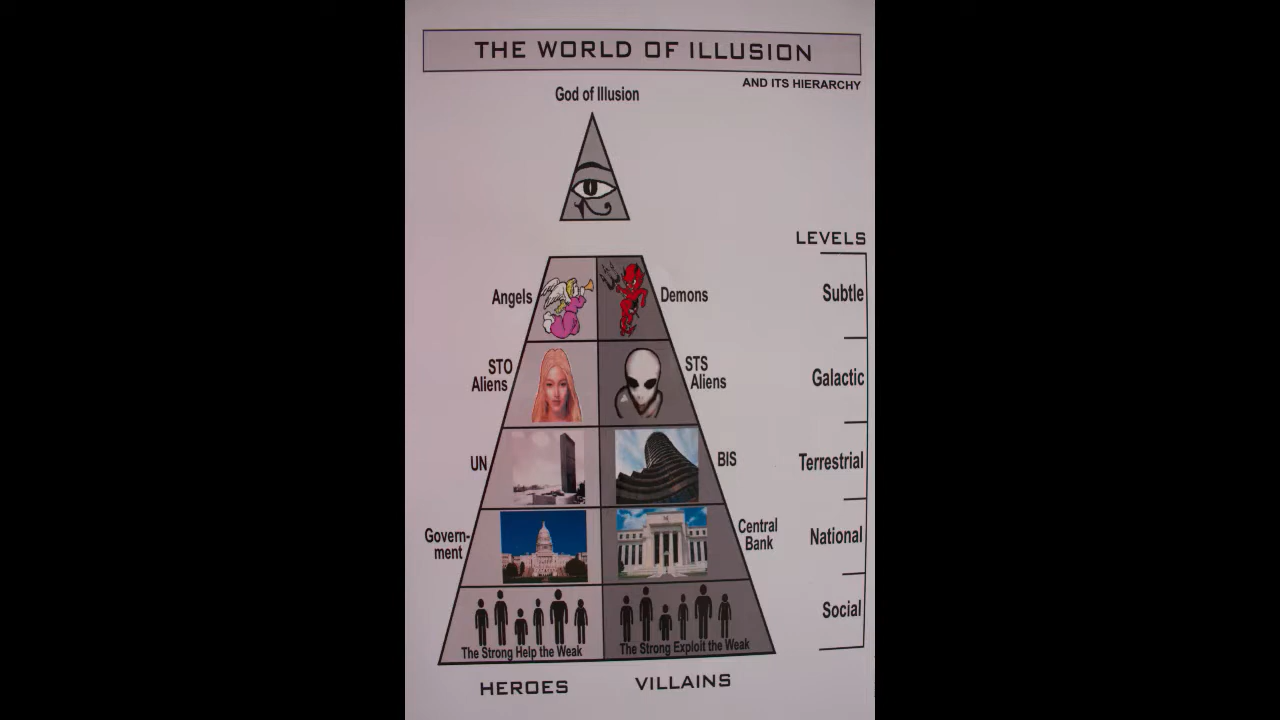 THE WORLD OF ILLUSION
AND ITS HIERARCHY
God of Illusion
LEVELS
Angels
Demons
Subtle
STO
Aliens
STS
Aliens
Galactic
UN
BIS
Terrestrial
Govern-
ment
Central
Bank
National
Social
The Strong Help the Weak
The Strong Exploit the Weak
HEROES
VILLAINS